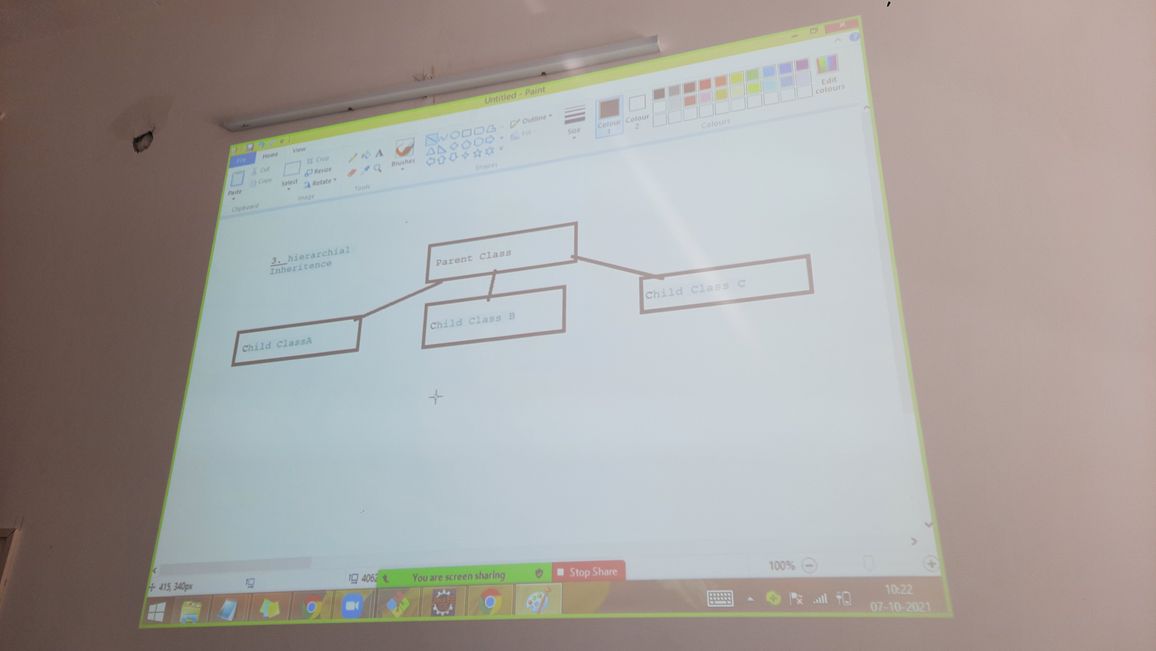 Untitled - Paint
File
Home
View
Paste
Cut
Copy
Clipboard
Select
Crop
Resize
Rotate
Image
A
Tools
Brushes
Outline
Fill
Shapes
Size
Colour
1
Colour
2
Colours
Edit
colours
3. hierarchial
Inheritence
Parent Class
Child ClassA
Child Class B
Child Class C
415, 340px
4062
100%
You are screen sharing
Stop Share
10:22
07-10-2021